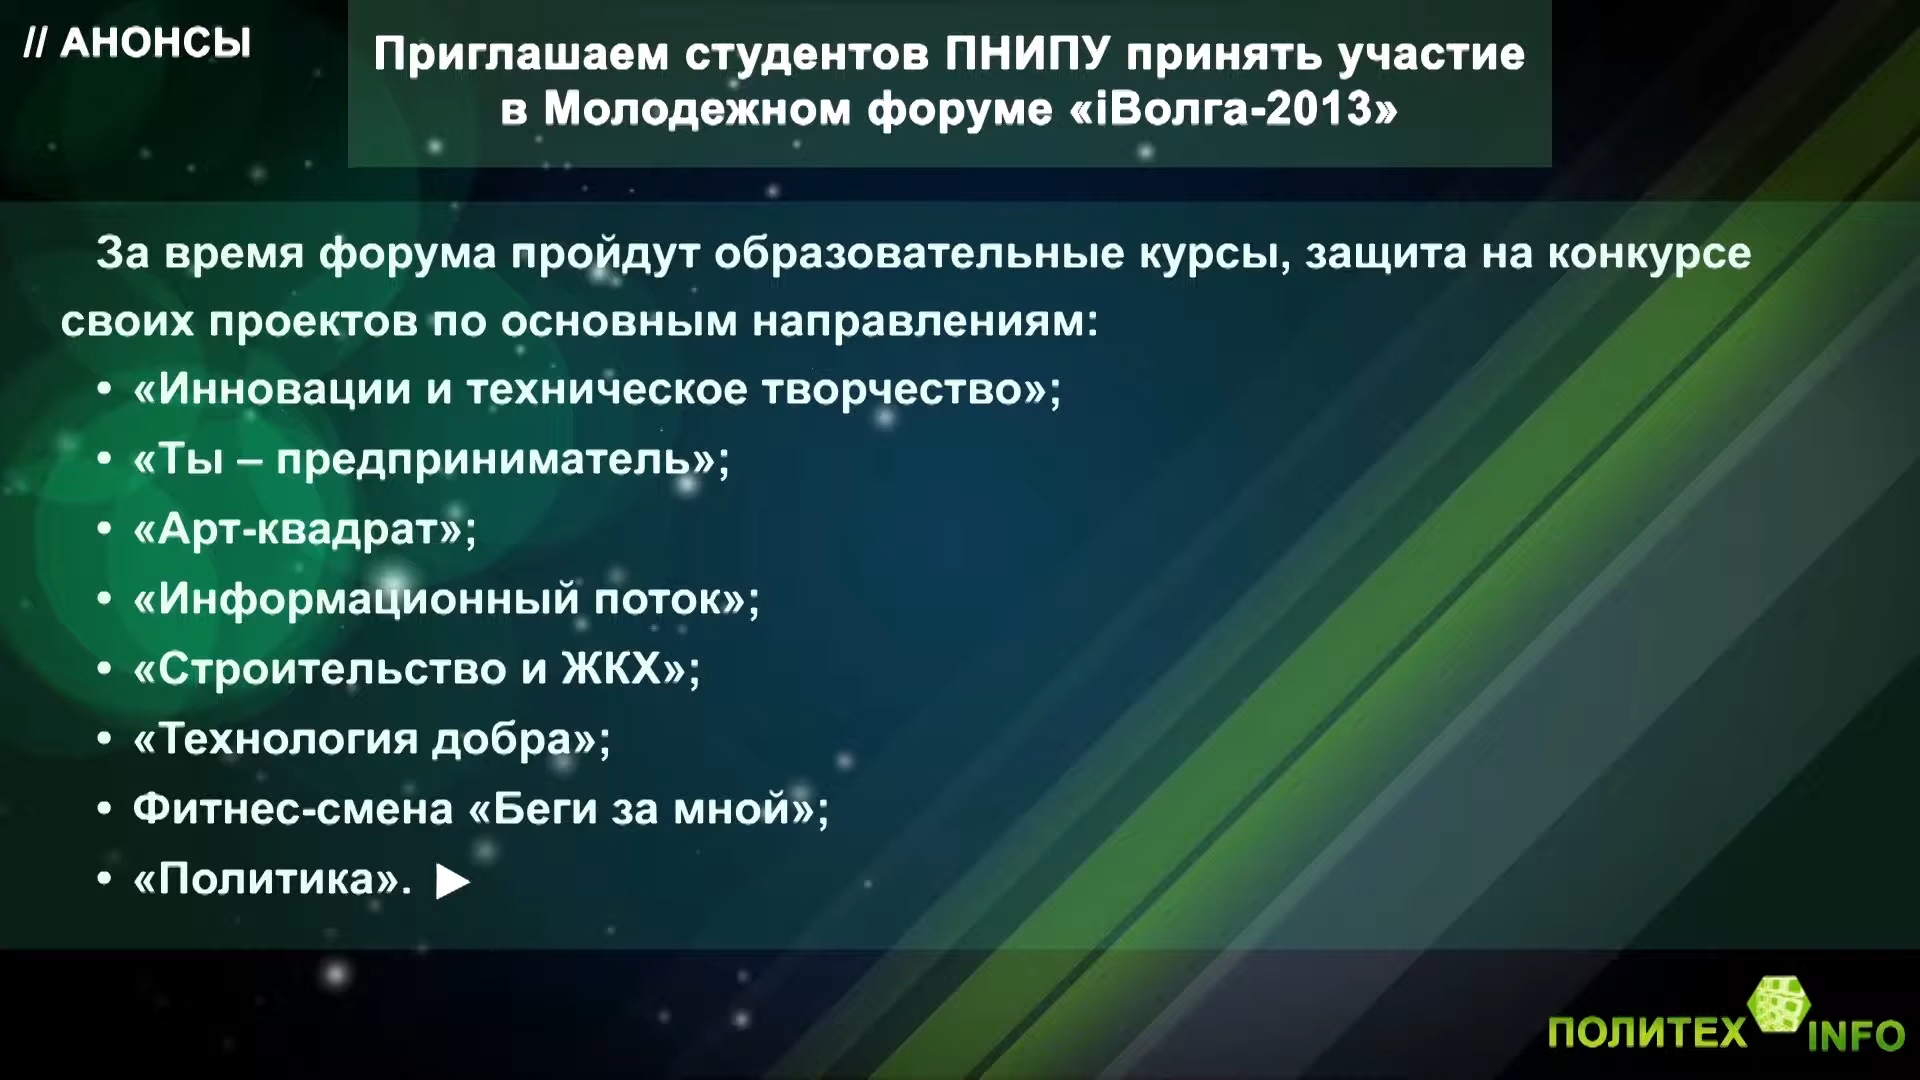 // АНОНСЫ
Приглашаем студентов ПНИПУ принять участие
в Молодежном форуме «iВолга-2013»
За время форума пройдут образовательные курсы, защита на конкурсе
своих проектов по основным направлениям:
• «Инновации и техническое творчество»;
• «Ты – предприниматель»;
• «Арт-квадрат»;
• «Информационный поток»;
• «Строительство и ЖКХ»;
• «Технология добра»;
• Фитнес-смена «Беги за мной»;
• «Политика». ▶
ПОЛИТЕХ INFO